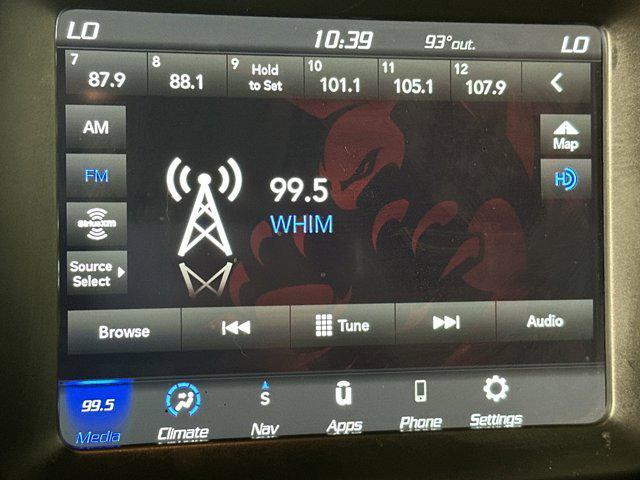 LO 10:39 93°out. LO
7 87.9 8 88.1 9 Hold to Set 10 101.1 11 105.1 12 107.9
AM
Map
FM
HD
99.5
WHIM
SiriusXM
Source
Select
Browse Tune Audio
99.5 S u
Media Climate Nav Apps Phone Settings